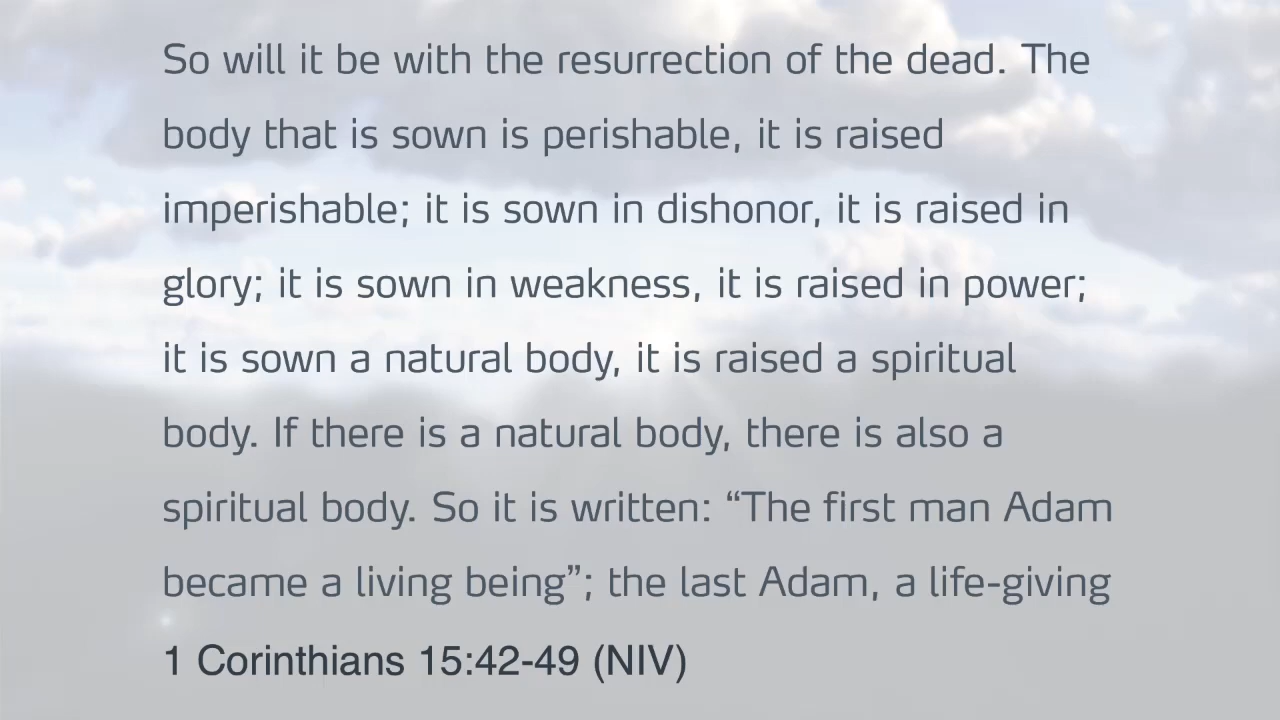 So will it be with the resurrection of the dead. The
body that is sown is perishable, it is raised
imperishable; it is sown in dishonor, it is raised in
glory; it is sown in weakness, it is raised in power;
it is sown a natural body, it is raised a spiritual
body. If there is a natural body, there is also a
spiritual body. So it is written: “The first man Adam
became a living being”; the last Adam, a life-giving
1 Corinthians 15:42-49 (NIV)